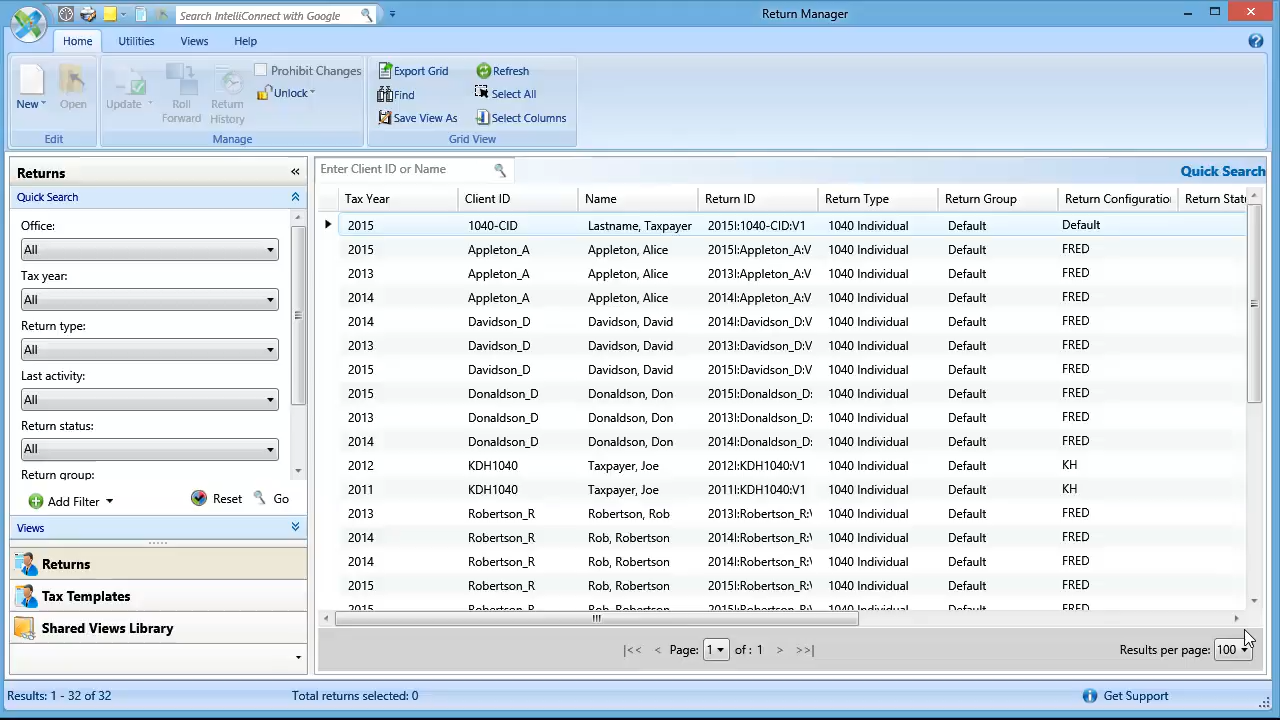 Search IntelliConnect with Google
Return Manager
Home Utilities Views Help
New Open
Edit
Update Roll Forward Return History
Prohibit Changes
Unlock
Manage
Export Grid Refresh
Find Select All
Save View As Select Columns
Grid View
Returns
Quick Search
Office:
All
Tax year:
All
Return type:
All
Last activity:
All
Return status:
All
Return group:
Add Filter Reset Go
Views
Returns
Tax Templates
Shared Views Library
Enter Client ID or Name
Quick Search
Tax Year Client ID Name Return ID Return Type Return Group Return Configuratio Return Stat
2015 1040-CID Lastname, Taxpayer 2015I:1040-CID:V1 1040 Individual Default Default
2015 Appleton_A Appleton, Alice 2015I:Appleton_A:V 1040 Individual Default FRED
2013 Appleton_A Appleton, Alice 2013I:Appleton_A:V 1040 Individual Default FRED
2014 Appleton_A Appleton, Alice 2014I:Appleton_A:V 1040 Individual Default FRED
2014 Davidson_D Davidson, David 2014I:Davidson_D:V 1040 Individual Default FRED
2013 Davidson_D Davidson, David 2013I:Davidson_D:V 1040 Individual Default FRED
2015 Davidson_D Davidson, David 2015I:Davidson_D:V 1040 Individual Default FRED
2015 Donaldson_D Donaldson, Don 2015I:Donaldson_D: 1040 Individual Default FRED
2013 Donaldson_D Donaldson, Don 2013I:Donaldson_D: 1040 Individual Default FRED
2014 Donaldson_D Donaldson, Don 2014I:Donaldson_D: 1040 Individual Default FRED
2012 KDH1040 Taxpayer, Joe 2012I:KDH1040:V1 1040 Individual Default KH
2011 KDH1040 Taxpayer, Joe 2011I:KDH1040:V1 1040 Individual Default KH
2013 Robertson_R Robertson, Rob 2013I:Robertson_R:V 1040 Individual Default FRED
2014 Robertson_R Rob, Robertson 2014I:Robertson_R:V 1040 Individual Default FRED
2014 Robertson_R Rob, Robertson 2014I:Robertson_R:V 1040 Individual Default FRED
2015 Robertson_R Rob, Robertson 2015I:Robertson_R:V 1040 Individual Default FRED
2015 Robertson_R Rob, Robertson 2015I:Robertson_R:V 1040 Individual Default FRED
|<< < Page: 1 of : 1 > >>|
Results per page: 100
Results: 1 - 32 of 32
Total returns selected: 0
Get Support